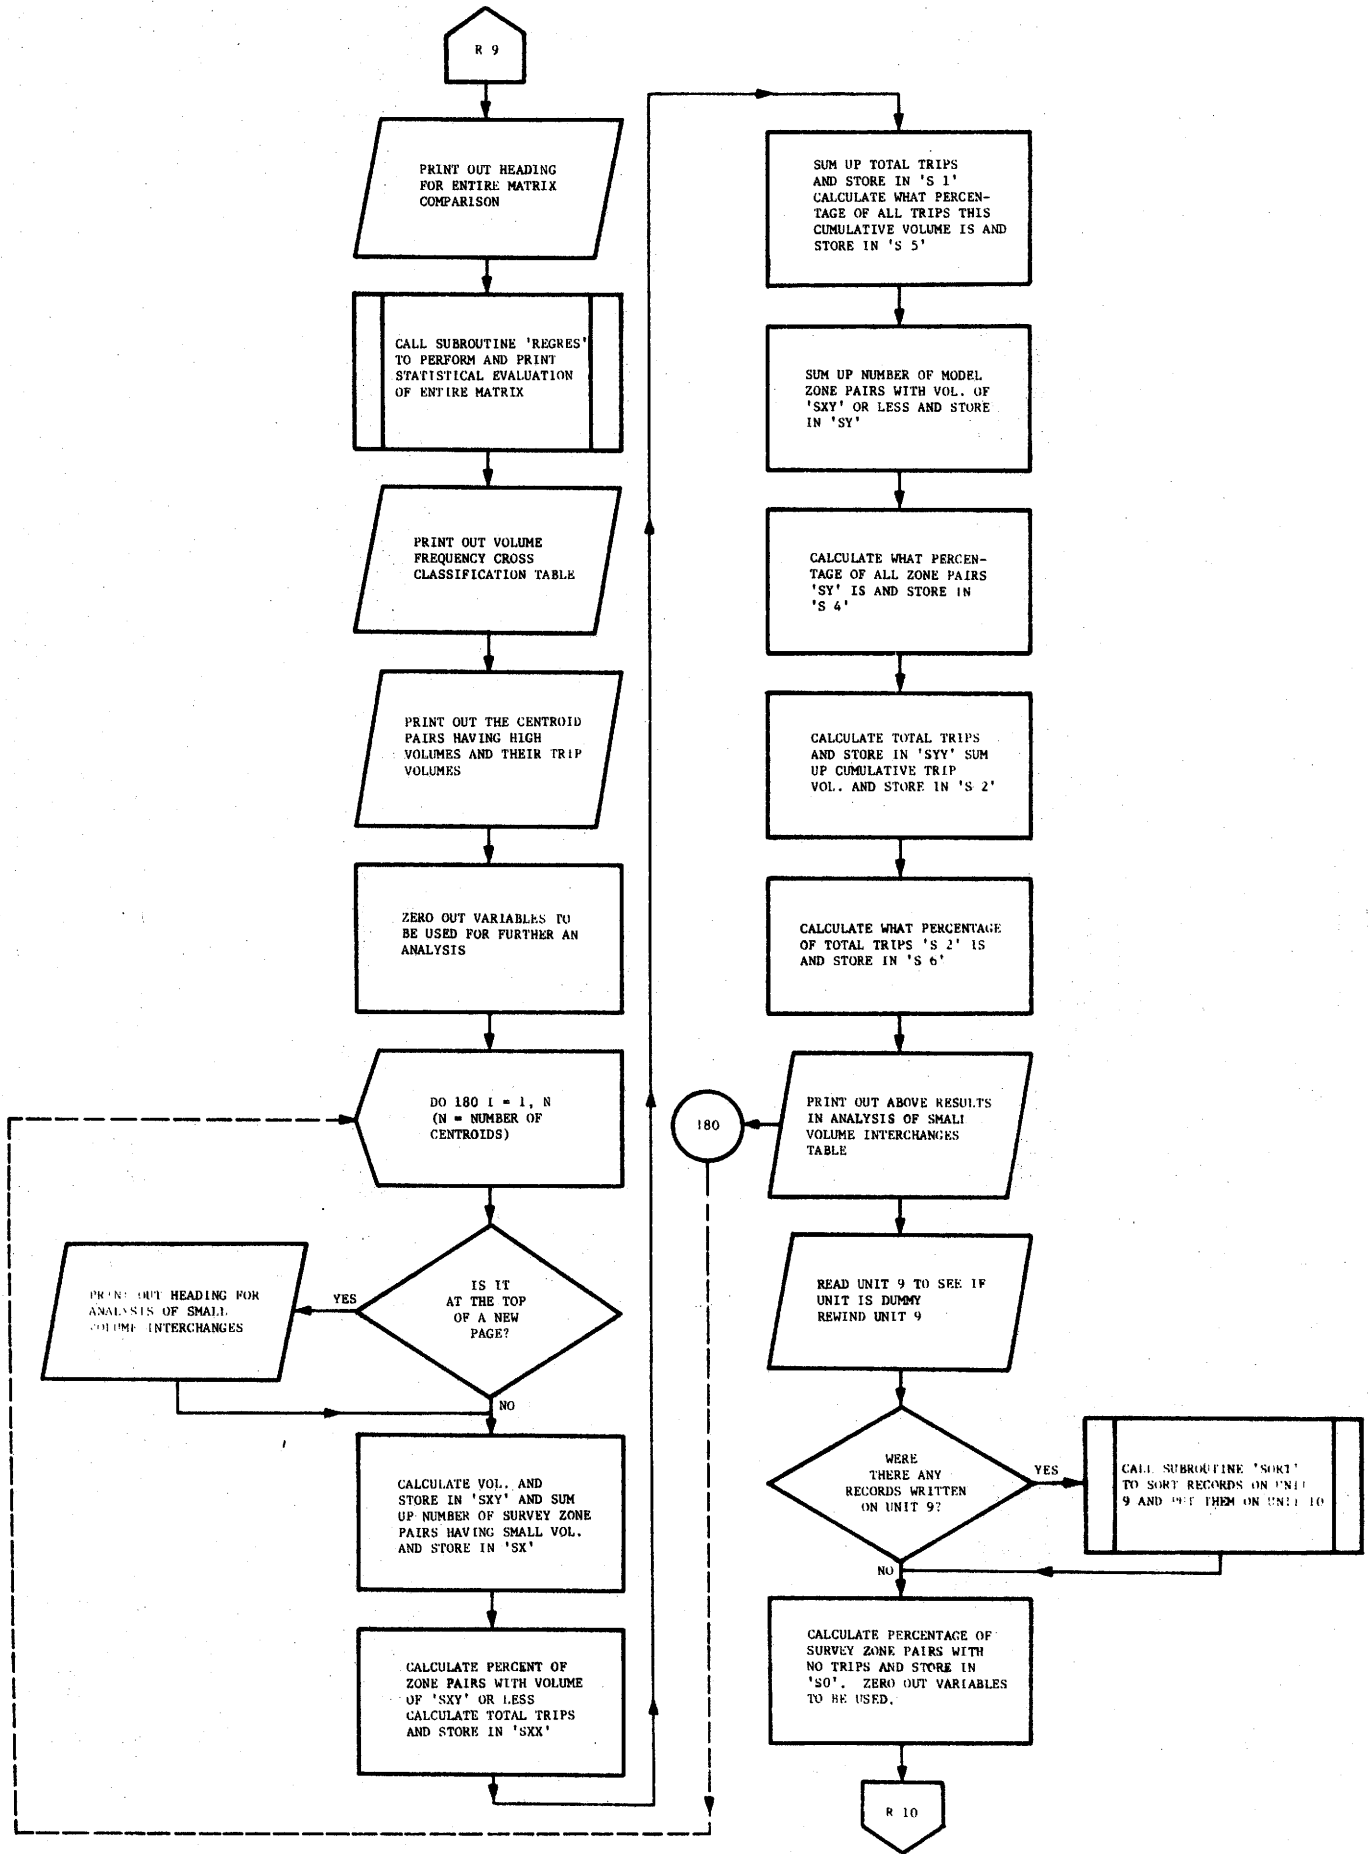 R 9
PRINT OUT HEADING
FOR ENTIRE MATRIX
COMPARISON
CALL SUBROUTINE 'REGRES'
TO PERFORM AND PRINT
STATISTICAL EVALUATION
OF ENTIRE MATRIX
PRINT OUT VOLUME
FREQUENCY CROSS
CLASSIFICATION TABLE
PRINT OUT THE CENTROID
PAIRS HAVING HIGH
VOLUMES AND THEIR TRIP
VOLUMES
ZERO OUT VARIABLES TO
BE USED FOR FURTHER AN
ANALYSIS
DO 180 I = 1, N
(N = NUMBER OF
CENTROIDS)
IS IT
AT THE TOP
OF A NEW
PAGE?
YES
PRINT OUT HEADING FOR
ANALYSIS OF SMALL
VOLUME INTERCHANGES
NO
CALCULATE VOL. AND
STORE IN 'SXY' AND SUM
UP NUMBER OF SURVEY ZONE
PAIRS HAVING SMALL VOL.
AND STORE IN 'SX'
CALCULATE PERCENT OF
ZONE PAIRS WITH VOLUME
OF 'SXY' OR LESS
CALCULATE TOTAL TRIPS
AND STORE IN 'SXX'
SUM UP TOTAL TRIPS
AND STORE IN 'S 1'
CALCULATE WHAT PERCEN-
TAGE OF ALL TRIPS THIS
CUMULATIVE VOLUME IS AND
STORE IN 'S 5'
SUM UP NUMBER OF MODEL
ZONE PAIRS WITH VOL. OF
'SXY' OR LESS AND STORE
IN 'SY'
CALCULATE WHAT PERCEN-
TAGE OF ALL ZONE PAIRS
'SY' IS AND STORE IN
'S 4'
CALCULATE TOTAL TRIPS
AND STORE IN 'SYY' SUM
UP CUMULATIVE TRIP
VOL. AND STORE IN 'S 2'
CALCULATE WHAT PERCENTAGE
OF TOTAL TRIPS 'S 2' IS
AND STORE IN 'S 6'
PRINT OUT ABOVE RESULTS
IN ANALYSIS OF SMALL
VOLUME INTERCHANGES
TABLE
180
READ UNIT 9 TO SEE IF
UNIT IS DUMMY
REWIND UNIT 9
WERE
THERE ANY
RECORDS WRITTEN
ON UNIT 9?
YES
CALL SUBROUTINE 'SORT'
TO SORT RECORDS ON UNIT
9 AND PUT THEM ON UNIT 10
NO
CALCULATE PERCENTAGE OF
SURVEY ZONE PAIRS WITH
NO TRIPS AND STORE IN
'SO'. ZERO OUT VARIABLES
TO BE USED.
R 10